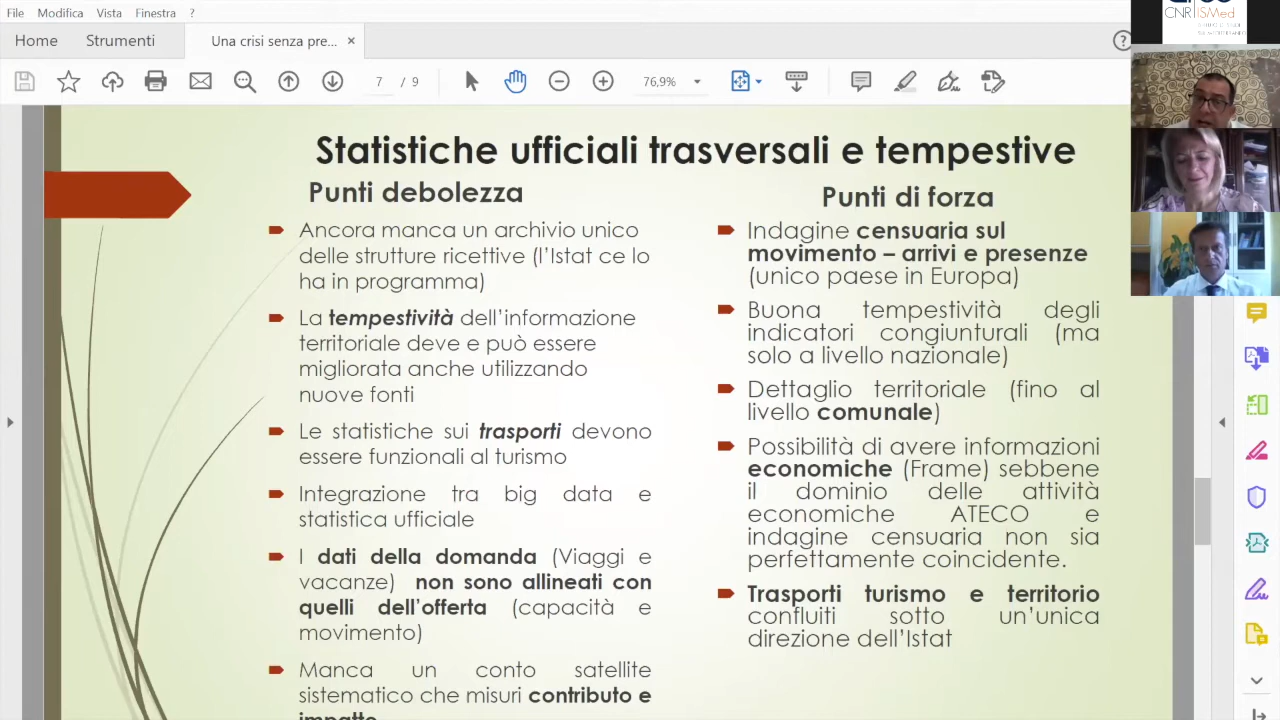 File Modifica Vista Finestra ?
Home Strumenti Una crisi senza pre... ×
7 / 9 76,9%
CNR ISMed
Statistiche ufficiali trasversali e tempestive
Punti debolezza
Ancora manca un archivio unico
delle strutture ricettive (l'Istat ce lo
ha in programma)
La tempestività dell'informazione
territoriale deve e può essere
migliorata anche utilizzando
nuove fonti
Le statistiche sui trasporti devono
essere funzionali al turismo
Integrazione tra big data e
statistica ufficiale
I dati della domanda (Viaggi e
vacanze) non sono allineati con
quelli dell'offerta (capacità e
movimento)
Manca un conto satellite
sistematico che misuri contributo e
impatto
Punti di forza
Indagine censuaria sul
movimento – arrivi e presenze
(unico paese in Europa)
Buona tempestività degli
indicatori congiunturali (ma
solo a livello nazionale)
Dettaglio territoriale (fino al
livello comunale)
Possibilità di avere informazioni
economiche (Frame) sebbene
il dominio delle attività
economiche ATECO e
indagine censuaria non sia
perfettamente coincidente.
Trasporti turismo e territorio
confluiti sotto un'unica
direzione dell'Istat